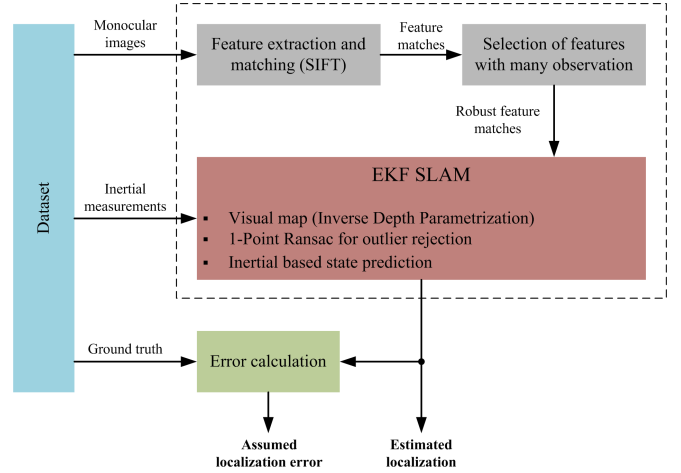 Monocular
images
Feature extraction and
matching (SIFT)
Feature
matches
Selection of features
with many observation
Robust feature
matches
Dataset
Inertial
measurements
EKF SLAM
▪ Visual map (Inverse Depth Parametrization)
▪ 1-Point Ransac for outlier rejection
▪ Inertial based state prediction
Ground truth
Error calculation
Assumed
localization error
Estimated
localization